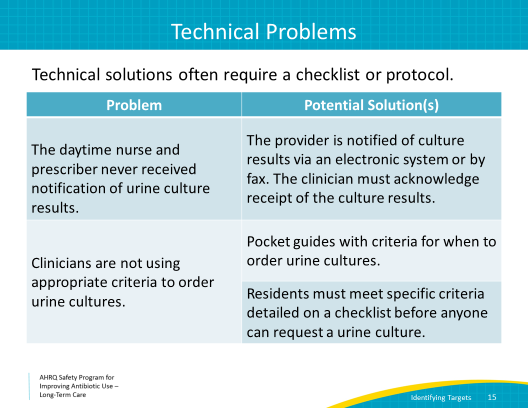 Technical Problems
Technical solutions often require a checklist or protocol.
Problem
Potential Solution(s)
The daytime nurse and
prescriber never received
notification of urine culture
results.
The provider is notified of culture
results via an electronic system or by
fax. The clinician must acknowledge
receipt of the culture results.
Clinicians are not using
appropriate criteria to order
urine cultures.
Pocket guides with criteria for when to
order urine cultures.
Residents must meet specific criteria
detailed on a checklist before anyone
can request a urine culture.
AHRQ Safety Program for
Improving Antibiotic Use –
Long-Term Care
Identifying Targets 15